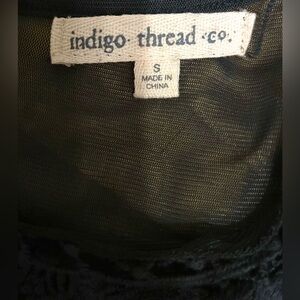 indigo · thread · co.
S
MADE IN
CHINA